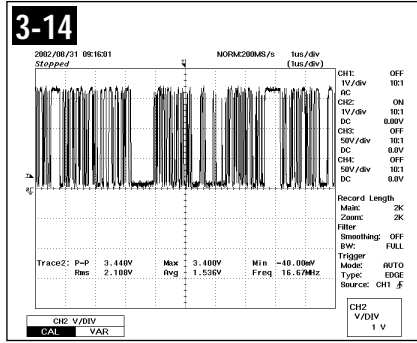 3-14
2002/08/31 09:16:01 NORM:200MS/s 1us/div
Stopped (1us/div)
CH1: OFF
1V/div 10:1
AC
CH2: ON
1V/div 10:1
DC 0.00V
CH3: OFF
50V/div 10:1
DC 0.0V
CH4: OFF
50V/div 10:1
DC 0.0V
Record Length
Main: 2K
Zoom: 2K
Filter
Smoothing: OFF
BW: FULL
Trigger
Mode: AUTO
Type: EDGE
Source: CH1
Trace2: P-P 3.440V Max 3.400V Min -40.00mV
Rms 2.108V Avg 1.536V Freq 16.67MHz
CH2 V/DIV
CAL VAR
CH2
V/DIV
1 V